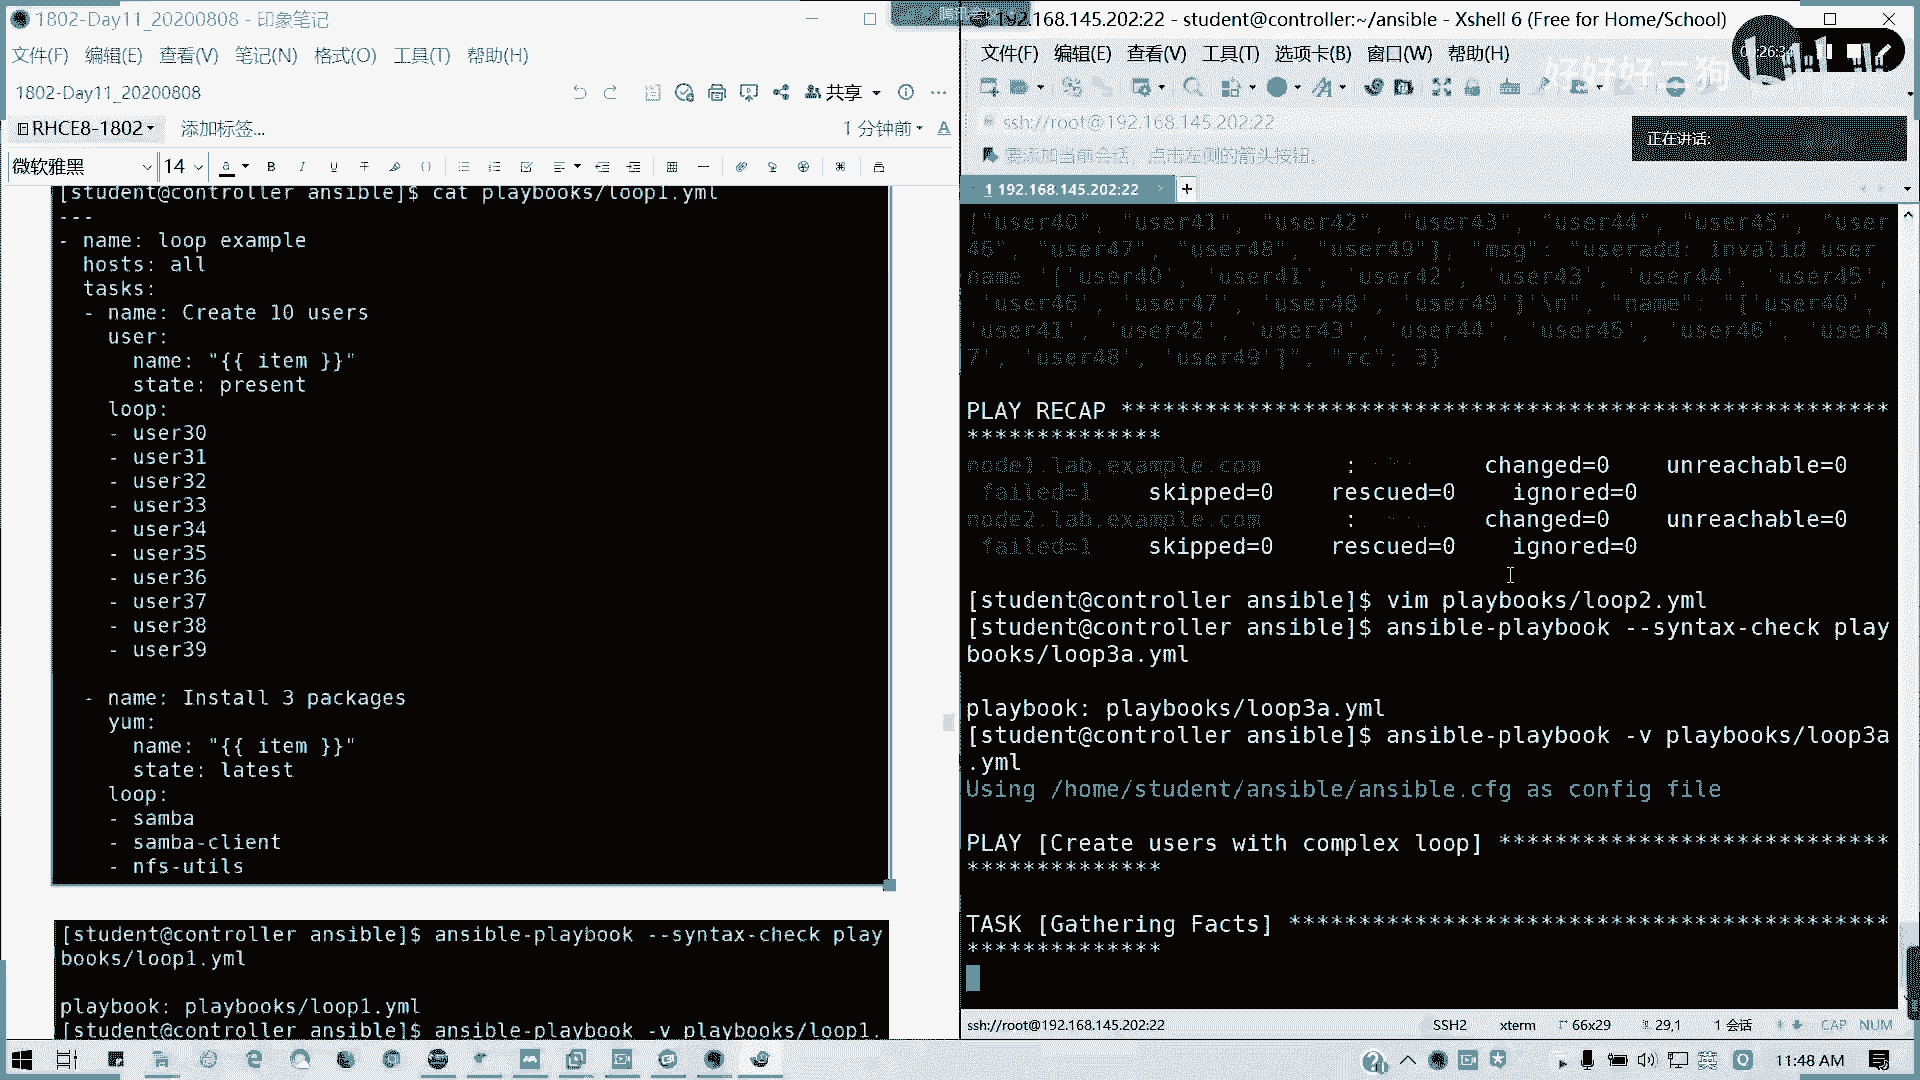 1802-Day11_20200808 - 印象笔记
文件(F) 编辑(E) 查看(V) 笔记(N) 格式(O) 工具(T) 帮助(H)
1802-Day11_20200808
共享
RHCE8-1802
添加标签...
1 分钟前
微软雅黑 14
[student@controller ansible]$ cat playbooks/loop1.yml
---
- name: loop example
hosts: all
tasks:
- name: Create 10 users
user:
name: "{{ item }}"
state: present
loop:
- user30
- user31
- user32
- user33
- user34
- user35
- user36
- user37
- user38
- user39
- name: Install 3 packages
yum:
name: "{{ item }}"
state: latest
loop:
- samba
- samba-client
- nfs-utils
[student@controller ansible]$ ansible-playbook --syntax-check play
books/loop1.yml
playbook: playbooks/loop1.yml
[student@controller ansible]$ ansible-playbook -v playbooks/loop1.
192.168.145.202:22 - student@controller:~/ansible - Xshell 6 (Free for Home/School)
文件(F) 编辑(E) 查看(V) 工具(T) 选项卡(B) 窗口(W) 帮助(H)
好好好二狗
ssh://root@192.168.145.202:22
正在讲话:
要添加当前会话，点击左侧的箭头按钮。
1 192.168.145.202:22
["user40", "user41", "user42", "user43", "user44", "user45", "user
46", "user47", "user48", "user49"], "msg": "useradd: invalid user
name '['user40', 'user41', 'user42', 'user43', 'user44', 'user45',
'user46', 'user47', 'user48', 'user49']'\n", "name": "['user40',
'user41', 'user42', 'user43', 'user44', 'user45', 'user46', 'user4
7', 'user48', 'user49']", "rc": 3}
PLAY RECAP *******************************************************
**************
node1.lab.example.com : changed=0 unreachable=0
failed=1 skipped=0 rescued=0 ignored=0
node2.lab.example.com : changed=0 unreachable=0
failed=1 skipped=0 rescued=0 ignored=0
[student@controller ansible]$ vim playbooks/loop2.yml
[student@controller ansible]$ ansible-playbook --syntax-check play
books/loop3a.yml
playbook: playbooks/loop3a.yml
[student@controller ansible]$ ansible-playbook -v playbooks/loop3a
.yml
Using /home/student/ansible/ansible.cfg as config file
PLAY [Create users with complex loop] ****************************
**************
TASK [Gathering Facts] *******************************************
**************
ssh://root@192.168.145.202:22 SSH2 xterm 66x29 29,1 1 会话 CAP NUM
11:48 AM